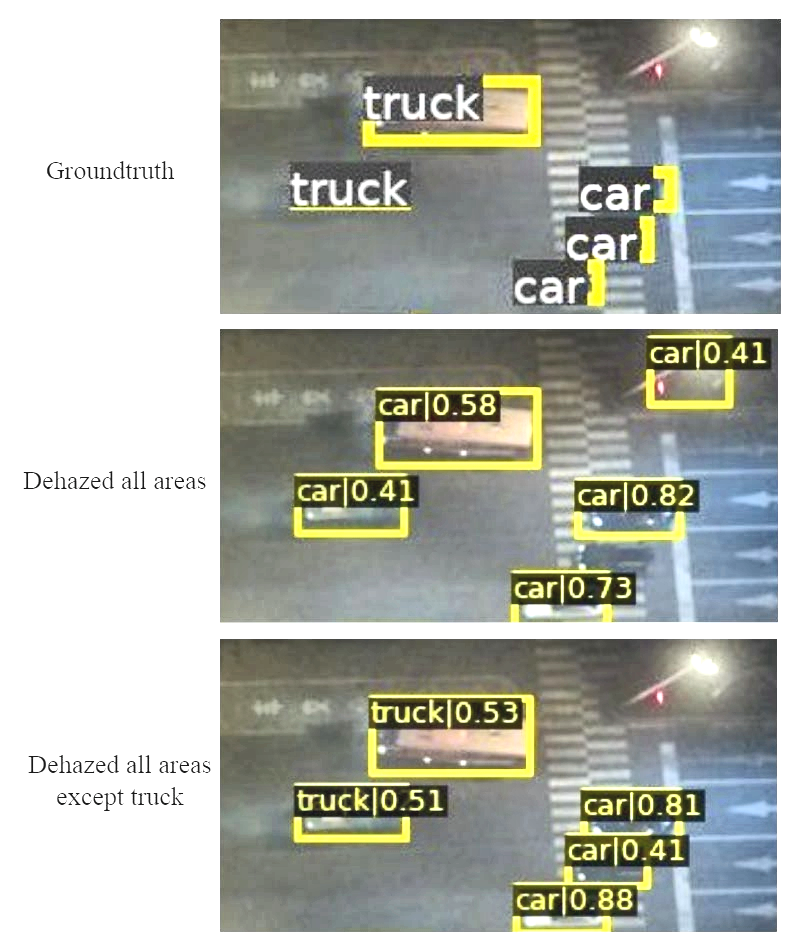 Groundtruth
truck
truck
car
car
car
Dehazed all areas
car|0.41
car|0.58
car|0.41
car|0.82
car|0.73
Dehazed all areas
except truck
truck|0.53
truck|0.51
car|0.81
car|0.41
car|0.88